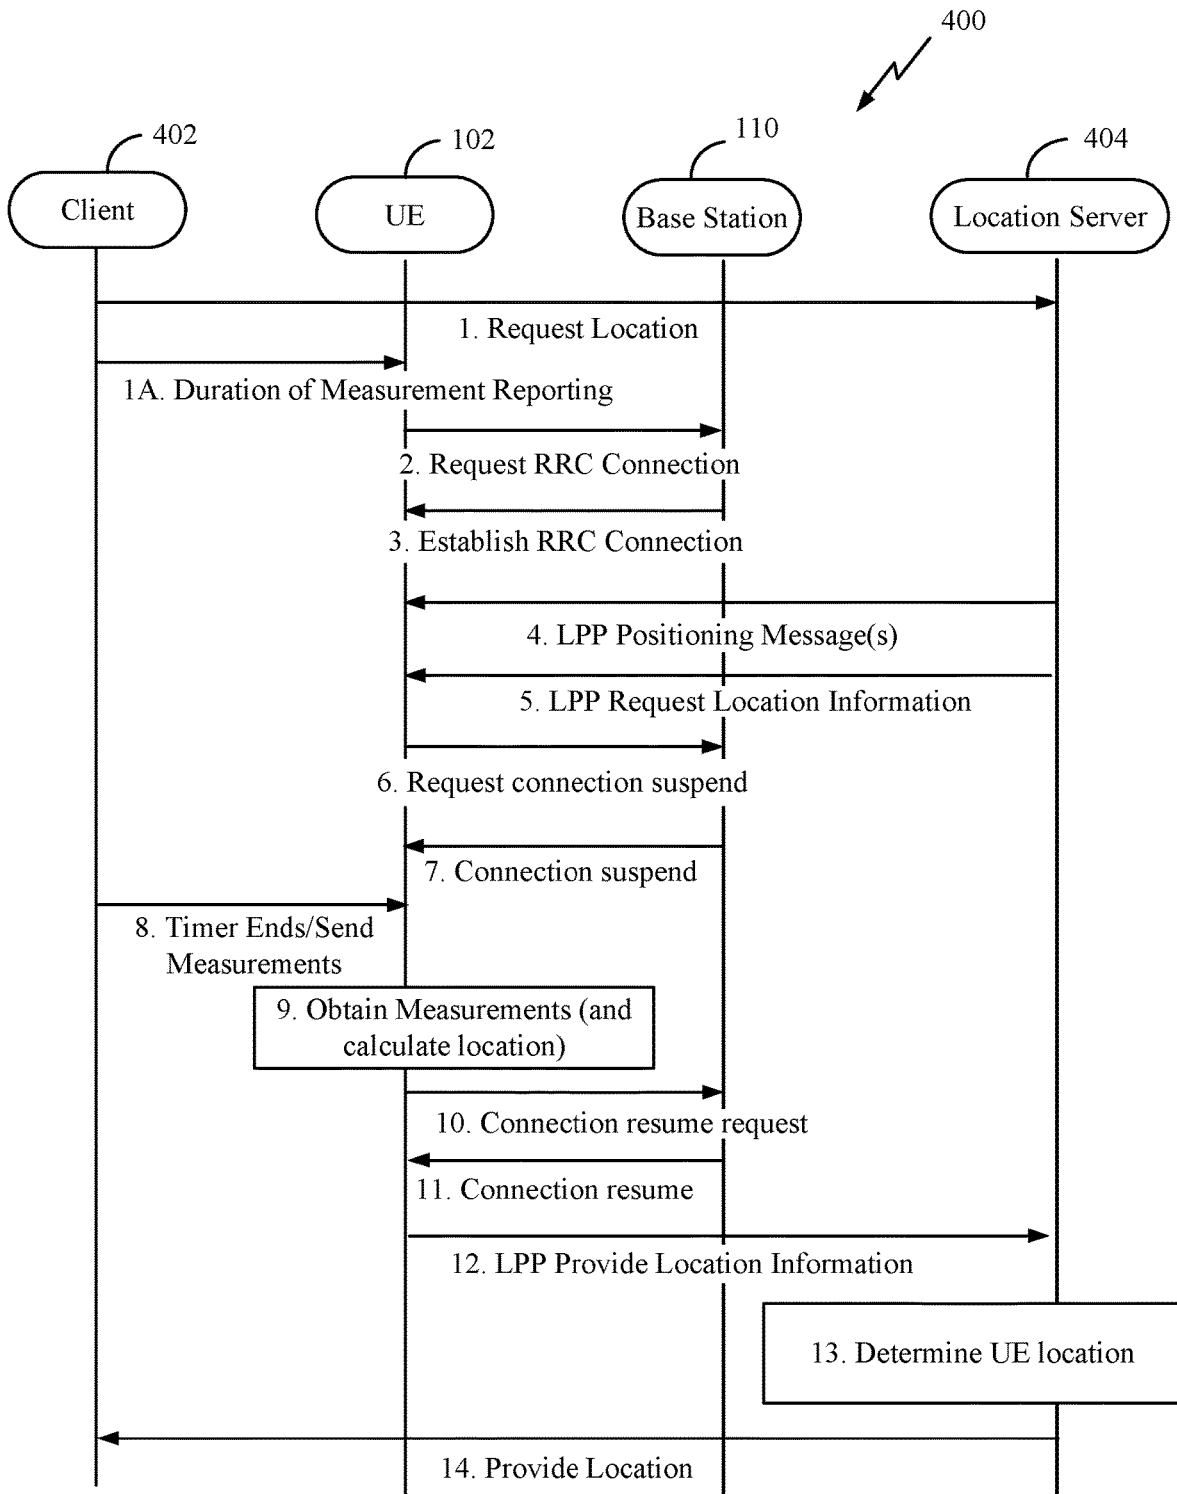 400
402
102
110
404
Client
UE
Base Station
Location Server
1. Request Location
1A. Duration of Measurement Reporting
2. Request RRC Connection
3. Establish RRC Connection
4. LPP Positioning Message(s)
5. LPP Request Location Information
6. Request connection suspend
7. Connection suspend
8. Timer Ends/Send
Measurements
9. Obtain Measurements (and
calculate location)
10. Connection resume request
11. Connection resume
12. LPP Provide Location Information
13. Determine UE location
14. Provide Location